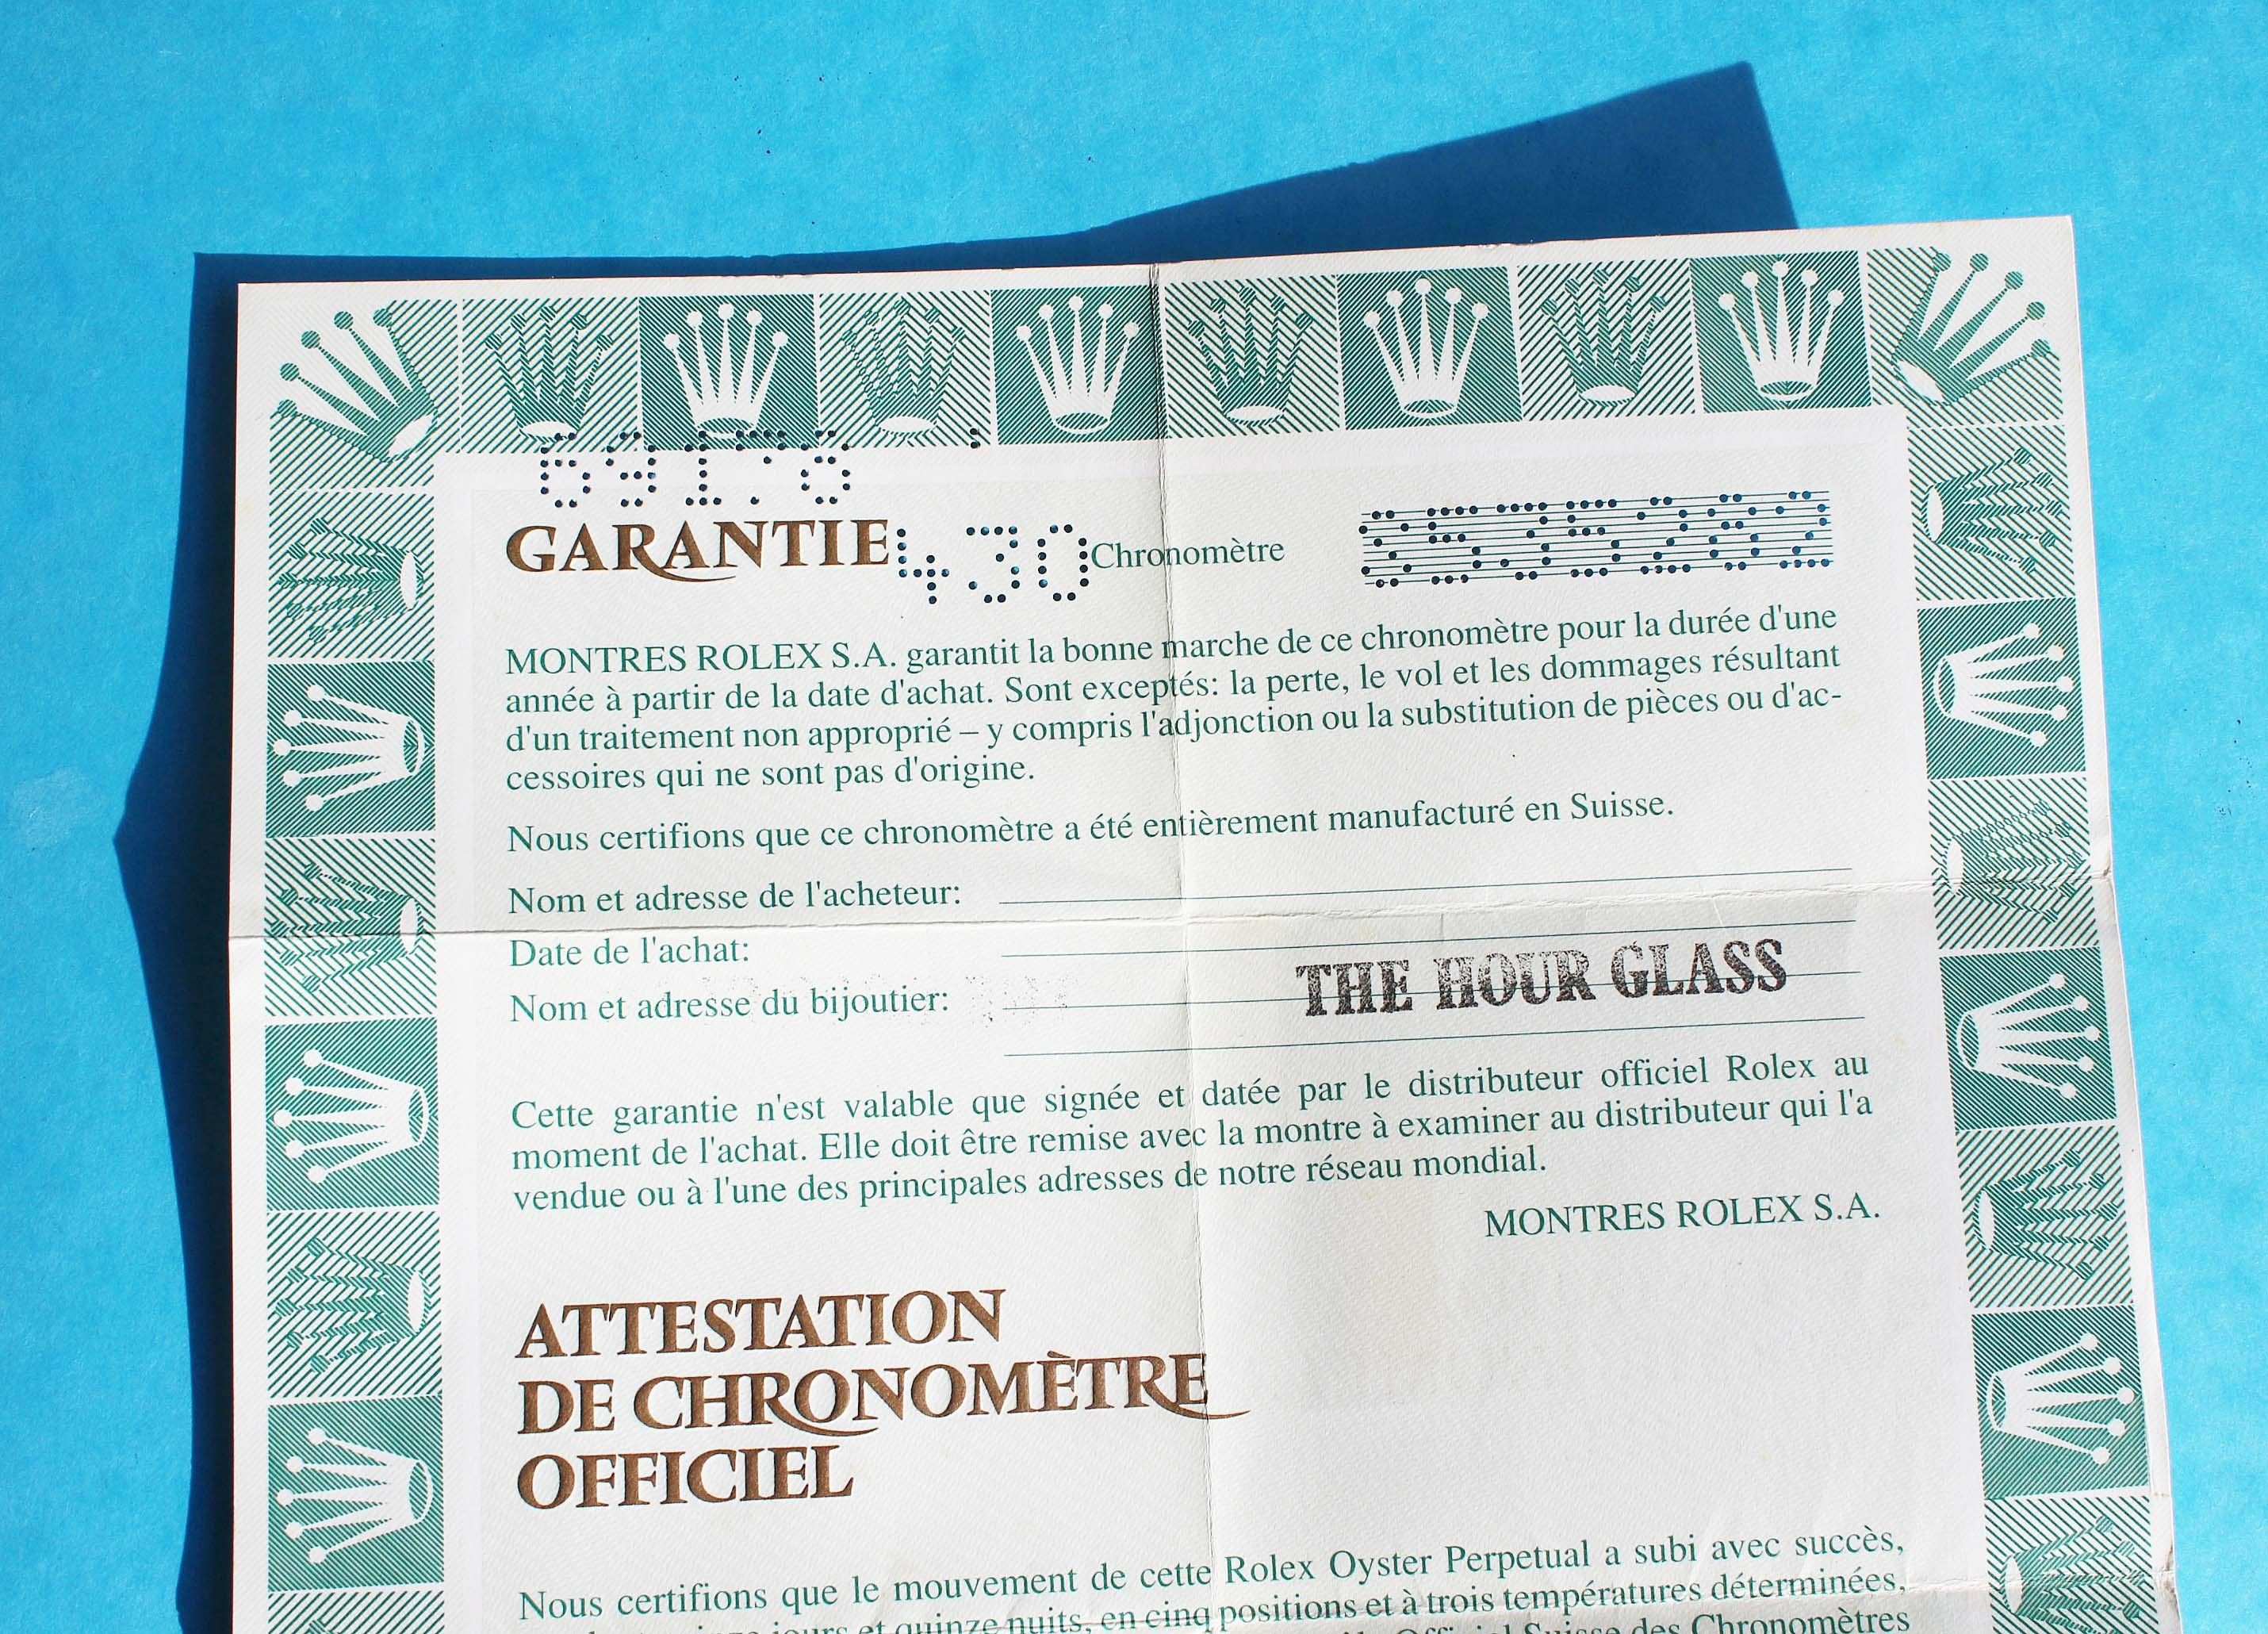 GARANTIE 430 Chronomètre
MONTRES ROLEX S.A. garantit la bonne marche de ce chronomètre pour la durée d'une
année à partir de la date d'achat. Sont exceptés: la perte, le vol et les dommages résultant
d'un traitement non approprié – y compris l'adjonction ou la substitution de pièces ou d'ac-
cessoires qui ne sont pas d'origine.
Nous certifions que ce chronomètre a été entièrement manufacturé en Suisse.
Nom et adresse de l'acheteur:
Date de l'achat:
THE HOUR GLASS
Nom et adresse du bijoutier:
Cette garantie n'est valable que signée et datée par le distributeur officiel Rolex au
moment de l'achat. Elle doit être remise avec la montre à examiner au distributeur qui l'a
vendue ou à l'une des principales adresses de notre réseau mondial.
MONTRES ROLEX S.A.
ATTESTATION
DE CHRONOMÈTRE
OFFICIEL
Nous certifions que le mouvement de cette Rolex Oyster Perpetual a subi avec succès,
jours et quinze nuits, en cinq positions et à trois températures déterminées,
Suisse des Chronomètres